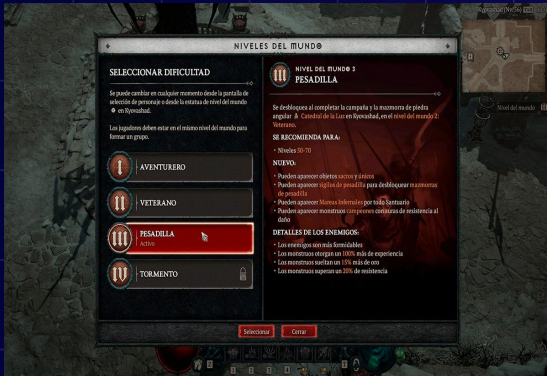 NIVELES DEL MUNDO
SELECCIONAR DIFICULTAD
Se puede cambiar en cualquier momento desde la pantalla de
selección de personaje o desde la estatua de nivel del mundo
en Kyovashad.
Los jugadores deben estar en el mismo nivel del mundo para
formar un grupo.
I AVENTURERO
II VETERANO
III PESADILLA
Activo
IV TORMENTO
III NIVEL DEL MUNDO 3
PESADILLA
Se desbloquea al completar la campaña y la mazmorra de piedra
angular Catedral de la Luz en Kyovashad, en el nivel del mundo 2:
Veterano.
SE RECOMIENDA PARA:
• Niveles 50-70
NUEVO:
• Pueden aparecer objetos sacros y únicos
• Pueden aparecer sigilos de pesadilla para desbloquear mazmorras
de pesadilla
• Pueden aparecer Mareas Infernales por todo Santuario
• Pueden aparecer monstruos campeones corazas de resistencia al
daño
DETALLES DE LOS ENEMIGOS:
• Los enemigos son más formidables
• Los monstruos otorgan un 100% más de experiencia
• Los monstruos sueltan un 15% más de oro
• Los monstruos superan un 20% de resistencia
Seleccionar
Cerrar
Nivel del mundo III